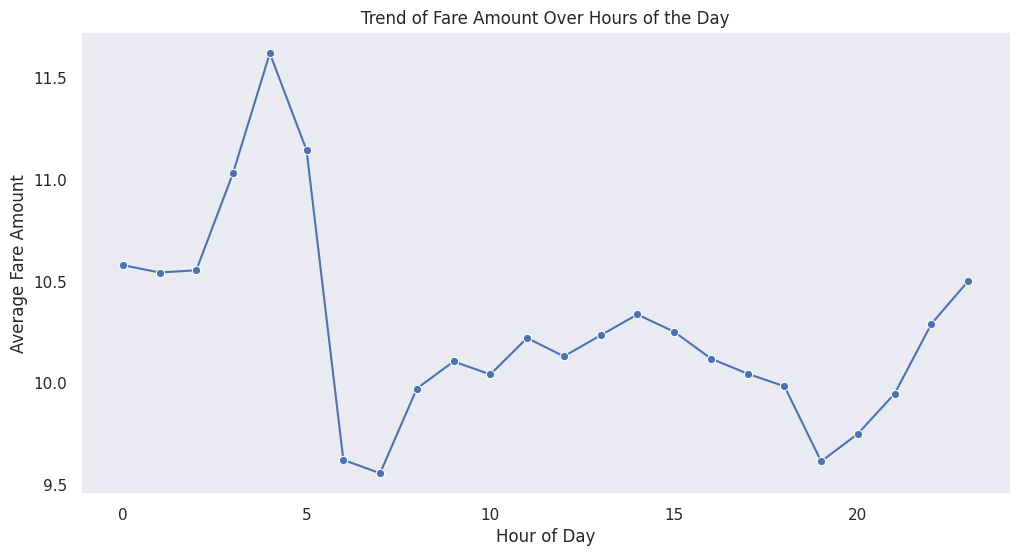 Trend of Fare Amount Over Hours of the Day
11.5
11.0
10.5
10.0
9.5
Average Fare Amount
0 5 10 15 20
Hour of Day